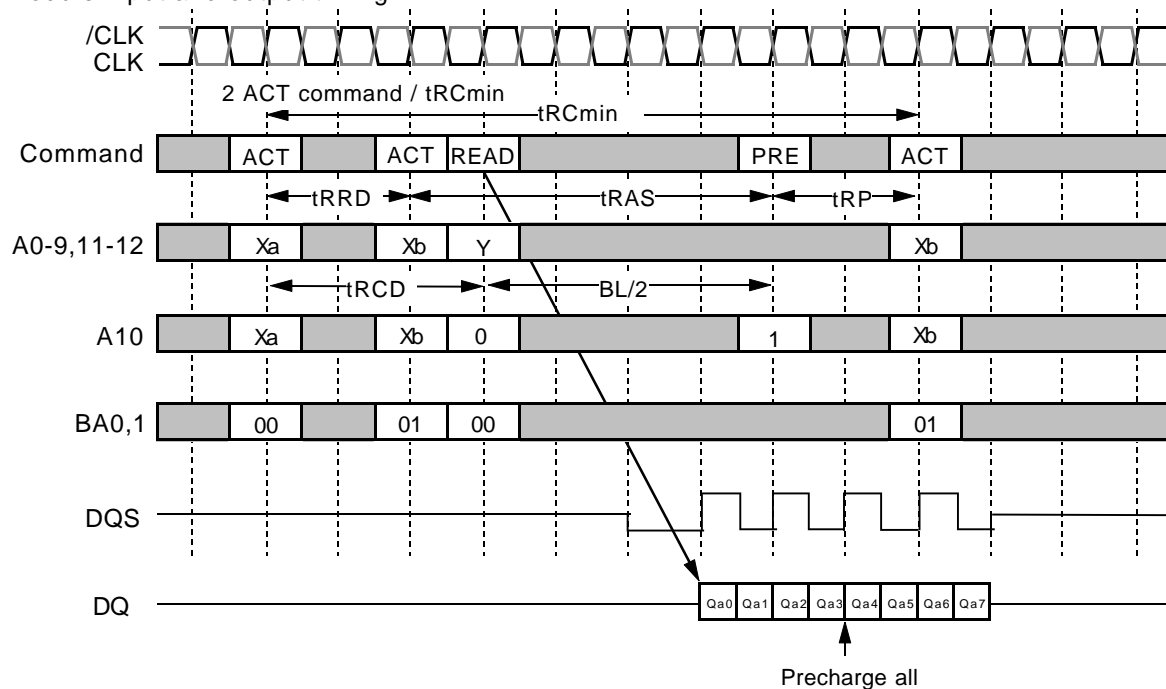 /CLK
CLK
2 ACT command / tRCmin
tRCmin
Command ACT ACT READ PRE ACT
tRRD tRAS tRP
A0-9,11-12 Xa Xb Y Xb
tRCD BL/2
A10 Xa Xb 0 1 Xb
BA0,1 00 01 00 01
DQS
DQ Qa0 Qa1 Qa2 Qa3 Qa4 Qa5 Qa6 Qa7
Precharge all